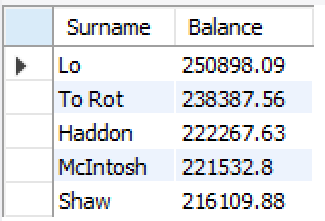 Surname Balance
Lo 250898.09
To Rot 238387.56
Haddon 222267.63
McIntosh 221532.8
Shaw 216109.88